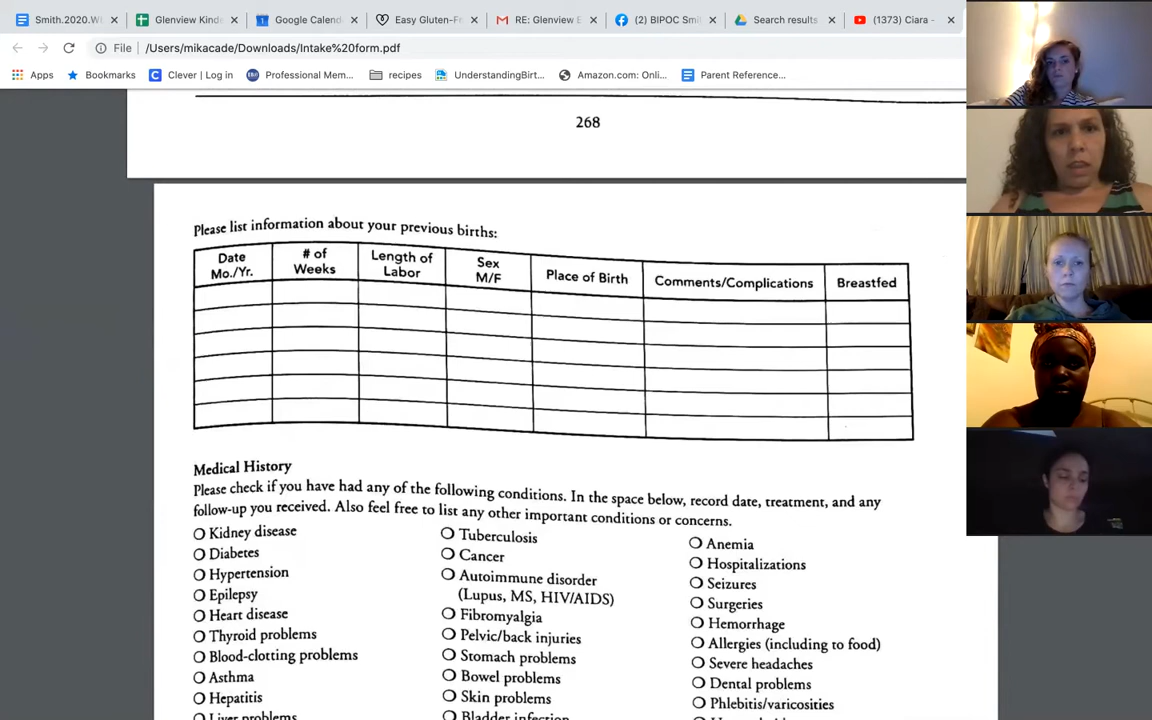 Smith.2020.Wi
Glenview Kind
Google Calend
Easy Gluten-Fr
RE: Glenview E
(2) BIPOC Smi
Search results
(1373) Ciara -
File
/Users/mikacade/Downloads/Intake%20form.pdf
Apps
Bookmarks
Clever | Log in
Professional Mem...
recipes
UnderstandingBirt...
Amazon.com: Onli...
Parent Reference...
268
Please list information about your previous births:
Date Mo./Yr.
# of Weeks
Length of Labor
Sex M/F
Place of Birth
Comments/Complications
Breastfed
Medical History
Please check if you have had any of the following conditions. In the space below, record date, treatment, and any
follow-up you received. Also feel free to list any other important conditions or concerns.
Kidney disease
Diabetes
Hypertension
Epilepsy
Heart disease
Thyroid problems
Blood-clotting problems
Asthma
Hepatitis
Liver problems
Tuberculosis
Cancer
Autoimmune disorder
(Lupus, MS, HIV/AIDS)
Fibromyalgia
Pelvic/back injuries
Stomach problems
Bowel problems
Skin problems
Bladder infection
Anemia
Hospitalizations
Seizures
Surgeries
Hemorrhage
Allergies (including to food)
Severe headaches
Dental problems
Phlebitis/varicosities